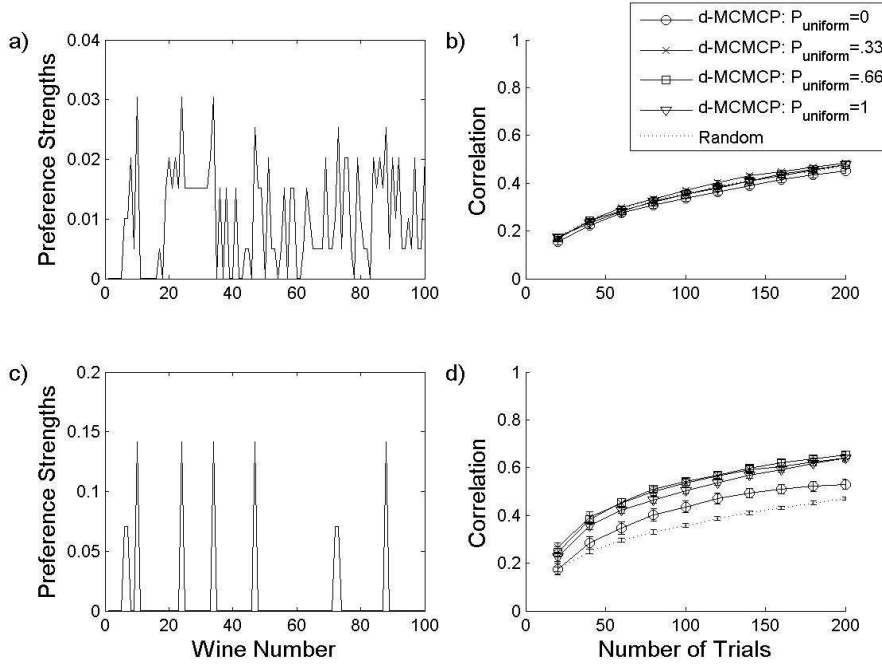 a)
Preference Strengths
0.04
0.03
0.02
0.01
0
0 20 40 60 80 100
b)
Correlation
1
0.8
0.6
0.4
0.2
0
0 50 100 150 200
d-MCMCP: Puniform=0
d-MCMCP: Puniform=.33
d-MCMCP: Puniform=.66
d-MCMCP: Puniform=1
Random
c)
Preference Strengths
0.2
0.15
0.1
0.05
0
0 20 40 60 80 100
Wine Number
d)
Correlation
1
0.8
0.6
0.4
0.2
0
0 50 100 150 200
Number of Trials